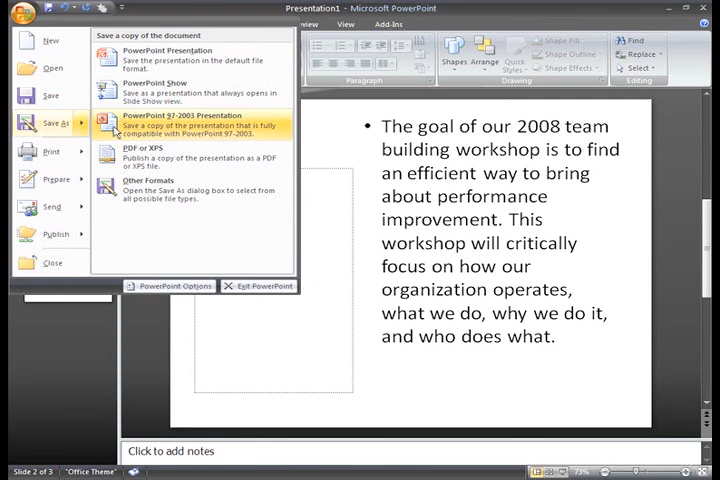 Presentation1 - Microsoft PowerPoint
Review
View
Add-Ins
New
Open
Save
Save As
Print
Prepare
Send
Publish
Close
Save a copy of the document
PowerPoint Presentation
Save the presentation in the default file
format.
PowerPoint Show
Save as a presentation that always opens in
Slide Show view.
PowerPoint 97-2003 Presentation
Save a copy of the presentation that is fully
compatible with PowerPoint 97-2003.
PDF or XPS
Publish a copy of the presentation as a PDF
or XPS file.
Other Formats
Open the Save As dialog box to select from
all possible file types.
PowerPoint Options
Exit PowerPoint
Paragraph
Shapes
Arrange
Quick
Styles
Shape Fill
Shape Outline
Shape Effects
Drawing
Find
Replace
Select
Editing
• The goal of our 2008 team
building workshop is to find
an efficient way to bring
about performance
improvement. This
workshop will critically
focus on how our
organization operates,
what we do, why we do it,
and who does what.
Click to add notes
Slide 2 of 3
"Office Theme"
73%